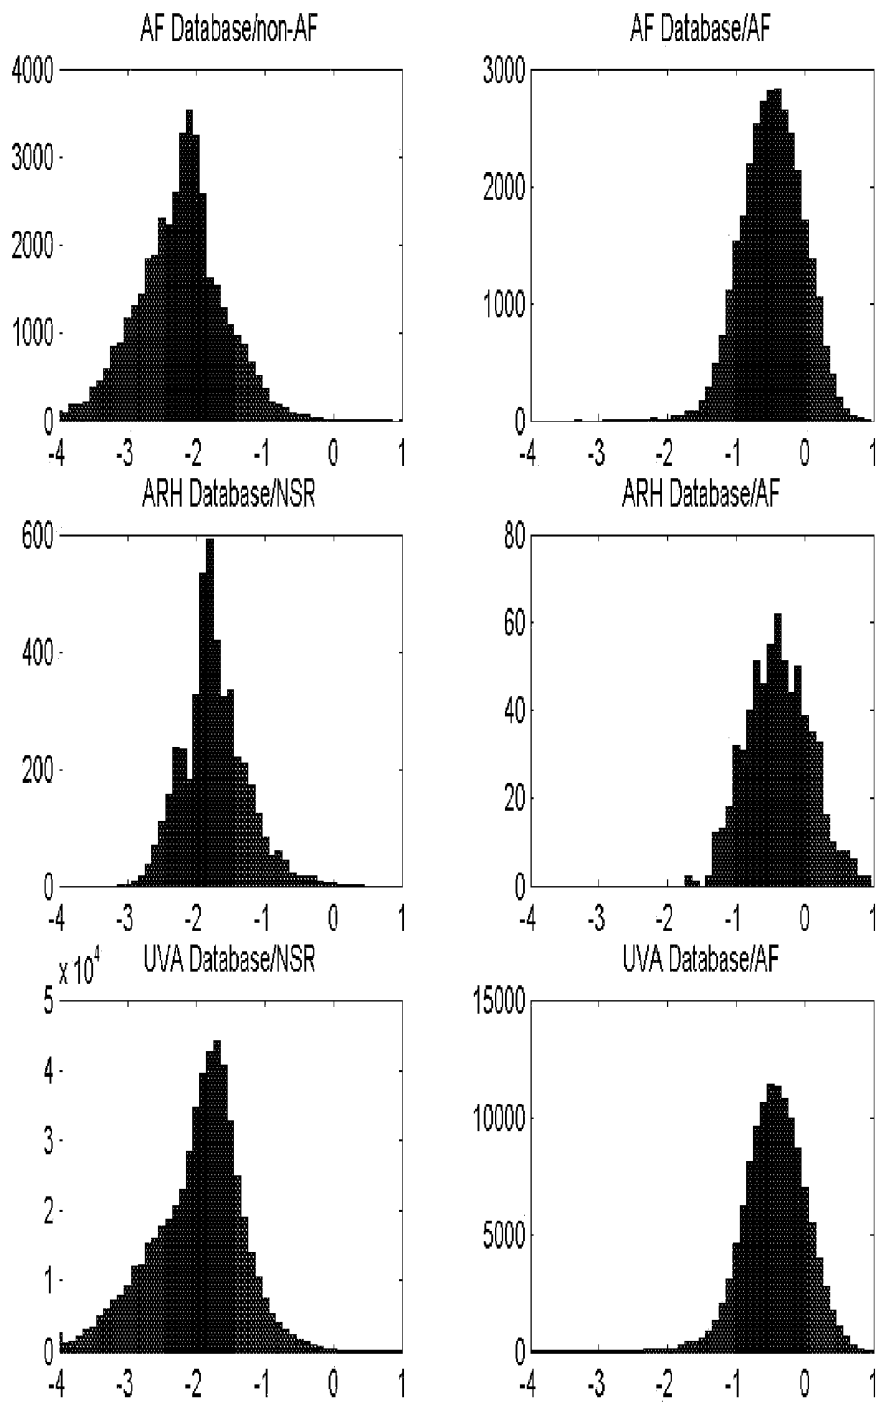 AF Database/non-AF
AF Database/AF
4000
3000
2000
1000
0
-4 -3 -2 -1 0 1
3000
2000
1000
0
-4 -3 -2 -1 0 1
ARH Database/NSR
ARH Database/AF
600
400
200
0
-4 -3 -2 -1 0 1
80
60
40
20
0
-4 -3 -2 -1 0 1
UVA Database/NSR
UVA Database/AF
x 10^4
5
4
3
2
1
0
-4 -3 -2 -1 0 1
15000
10000
5000
0
-4 -3 -2 -1 0 1